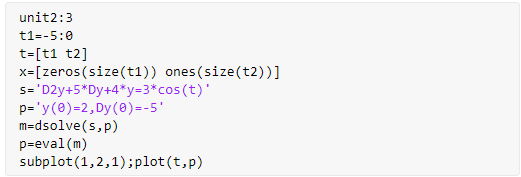 unit2:3
t1=-5:0
t=[t1 t2]
x=[zeros(size(t1)) ones(size(t2))]
s='D2y+5*Dy+4*y=3*cos(t)'
p='y(0)=2,Dy(0)=-5'
m=dsolve(s,p)
p=eval(m)
subplot(1,2,1);plot(t,p)